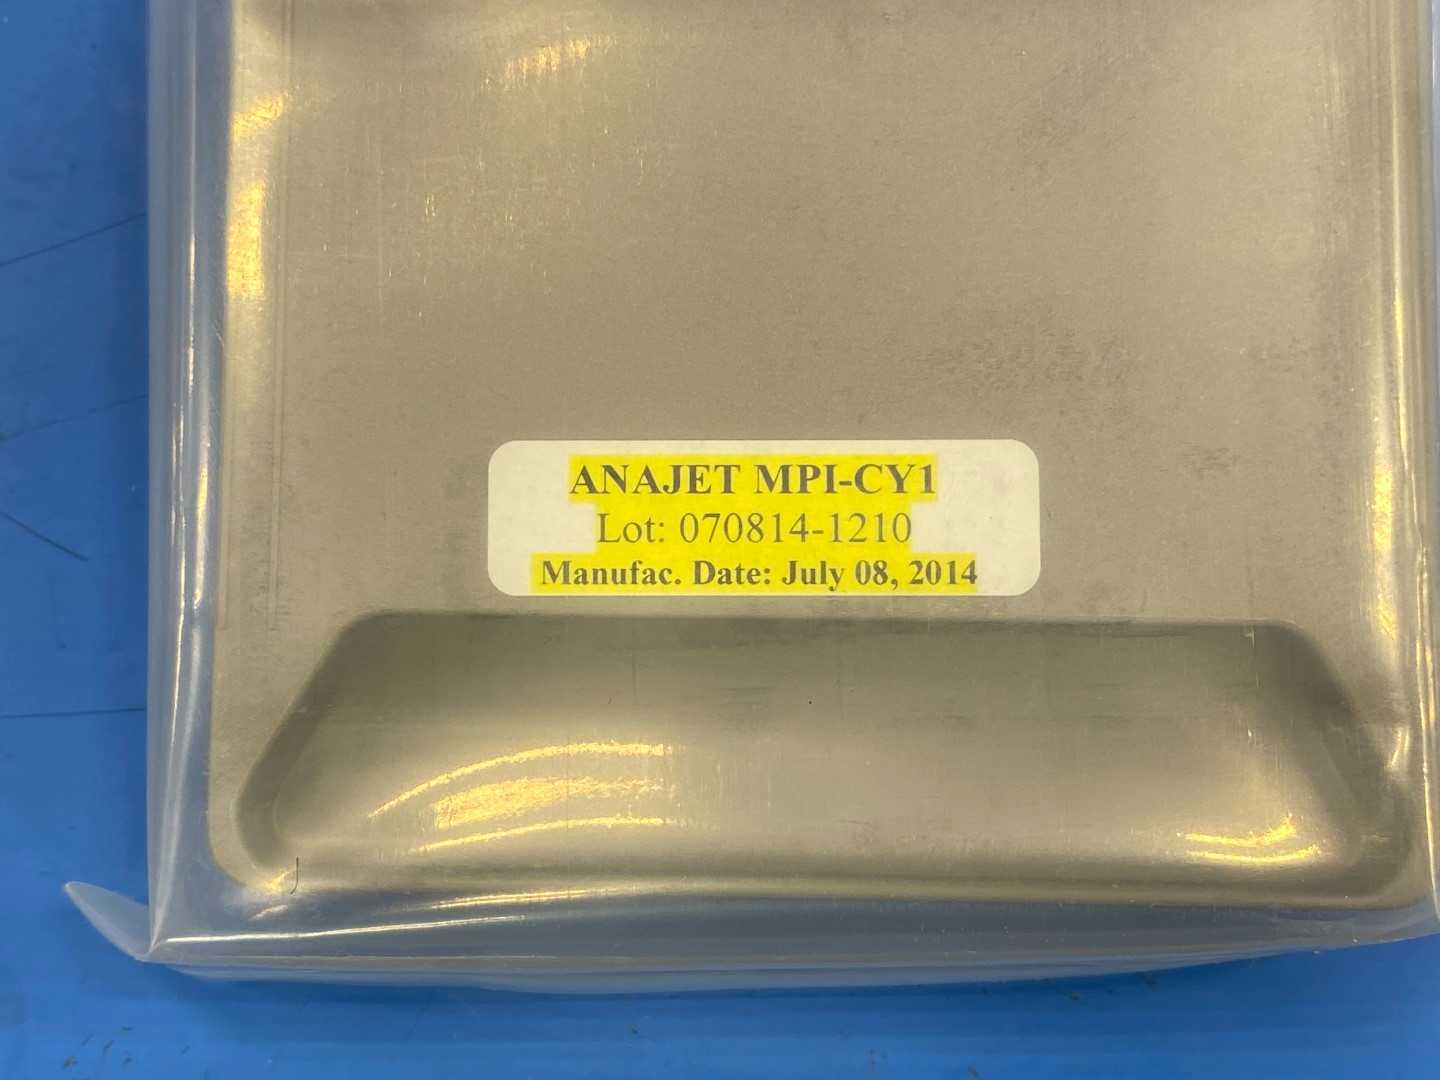 ANAJET MPI-CY1
Lot: 070814-1210
Manufac. Date: July 08, 2014